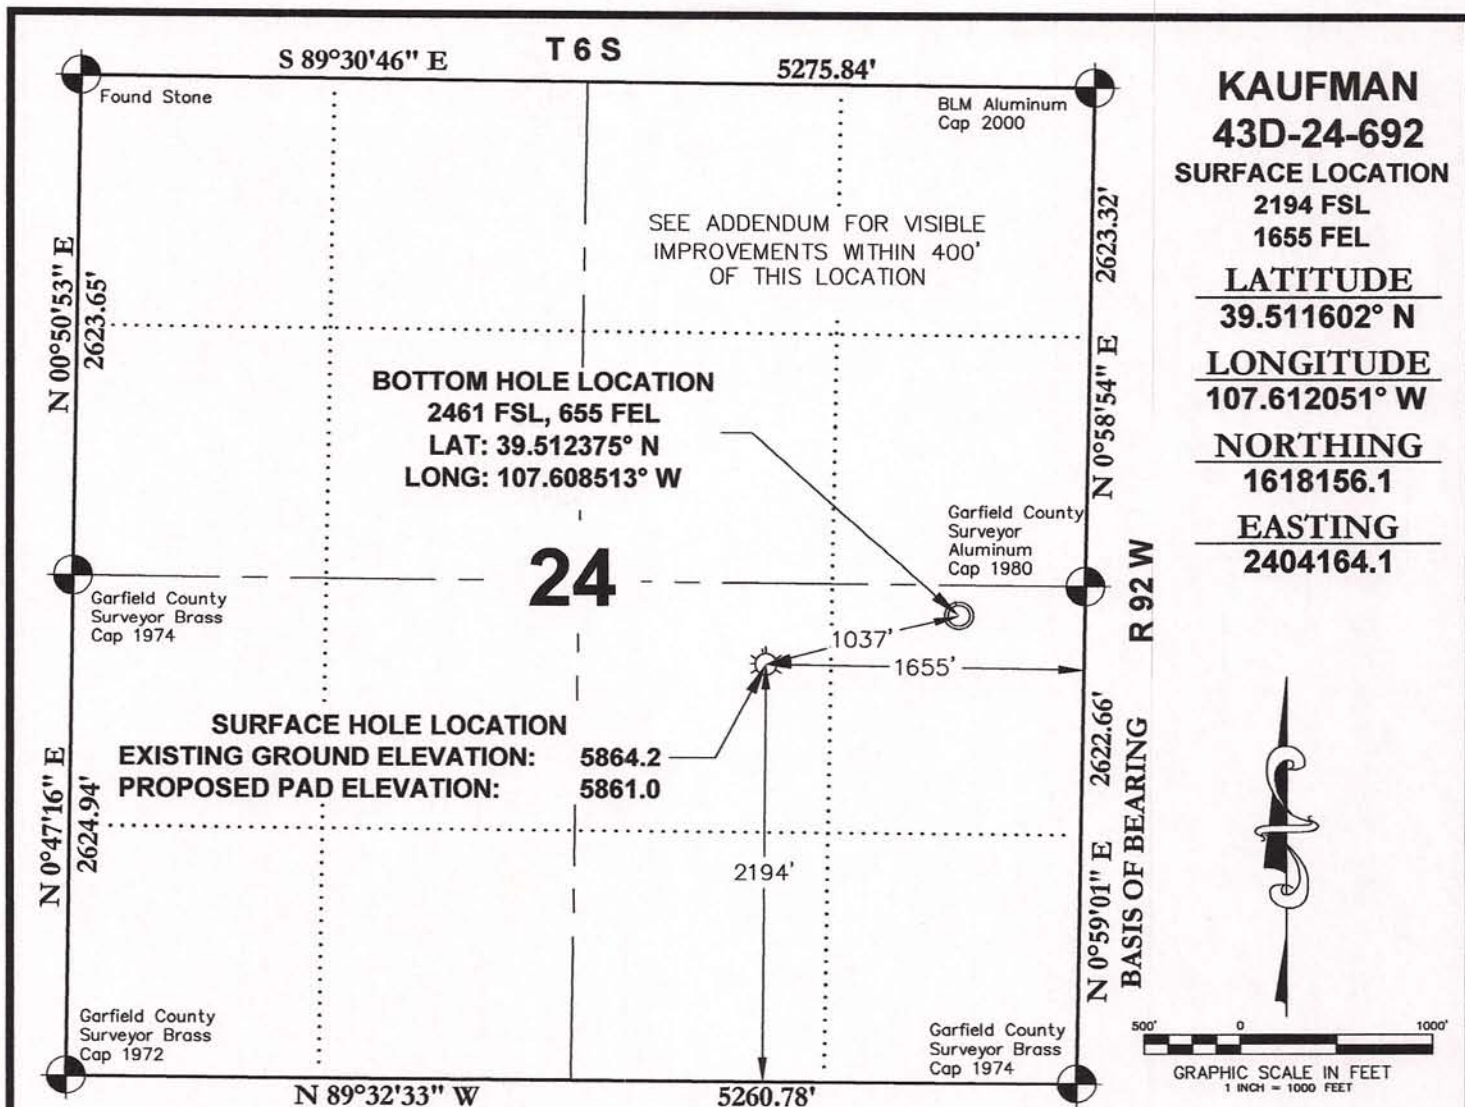 S 89°30'46" E
T 6 S
5275.84'
Found Stone
BLM Aluminum
Cap 2000
KAUFMAN
43D-24-692
SURFACE LOCATION
2194 FSL
1655 FEL
LATITUDE
39.511602° N
LONGITUDE
107.612051° W
NORTHING
1618156.1
EASTING
2404164.1
SEE ADDENDUM FOR VISIBLE
IMPROVEMENTS WITHIN 400'
OF THIS LOCATION
N 00°50'53" E
2623.65'
2623.32'
N 0°58'54" E
BOTTOM HOLE LOCATION
2461 FSL, 655 FEL
LAT: 39.512375° N
LONG: 107.608513° W
Garfield County
Surveyor
Aluminum
Cap 1980
24
R 92 W
Garfield County
Surveyor Brass
Cap 1974
1037'
1655'
SURFACE HOLE LOCATION
EXISTING GROUND ELEVATION: 5864.2
PROPOSED PAD ELEVATION: 5861.0
N 0°47'16" E
2624.94'
2194'
2622.66'
N 0°59'01" E
BASIS OF BEARING
Garfield County
Surveyor Brass
Cap 1972
Garfield County
Surveyor Brass
Cap 1974
N 89°32'33" W
5260.78'
500' 0 1000'
GRAPHIC SCALE IN FEET
1 INCH = 1000 FEET